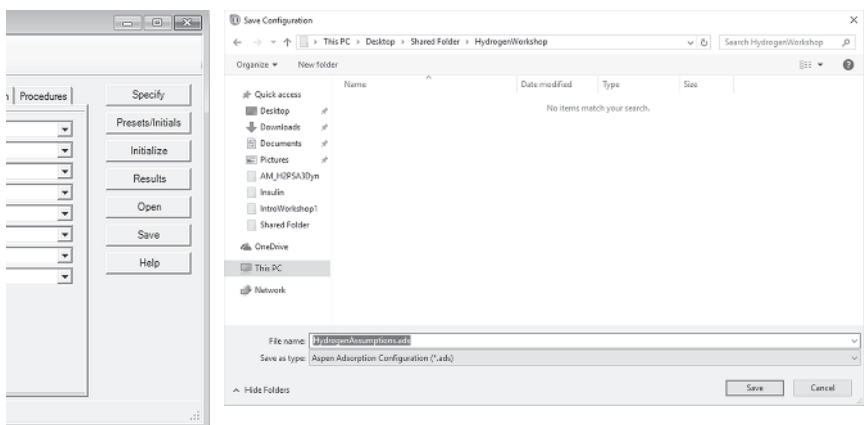 n
Procedures
Specify
Presets/Initials
Initialize
Results
Open
Save
Help
Save Configuration
This PC > Desktop > Shared Folder > HydrogenWorkshop
Search HydrogenWorkshop
Organize
New folder
Name
Date modified
Type
Size
No items match your search.
Quick access
Desktop
Downloads
Documents
Pictures
AM_H2PSA3Dyn
Insulin
IntroWorkshop1
Shared Folder
OneDrive
This PC
Network
File name: HydrogenAssumptions.ads
Save as type: Aspen Adsorption Configuration (*.ads)
Hide Folders
Save
Cancel